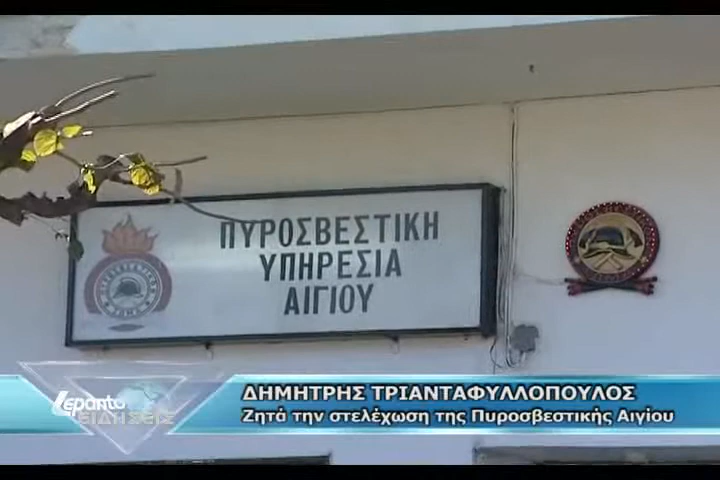 ΠΥΡΟΣΒΕΣΤΙΚΗ
ΥΠΗΡΕΣΙΑ
ΑΙΓΙΟΥ
Lepanto
ΕΙΔΗΣΕΙΣ
ΔΗΜΗΤΡΗΣ ΤΡΙΑΝΤΑΦΥΛΛΟΠΟΥΛΟΣ
Ζητά την στελέχωση της Πυροσβεστικής Αιγίου